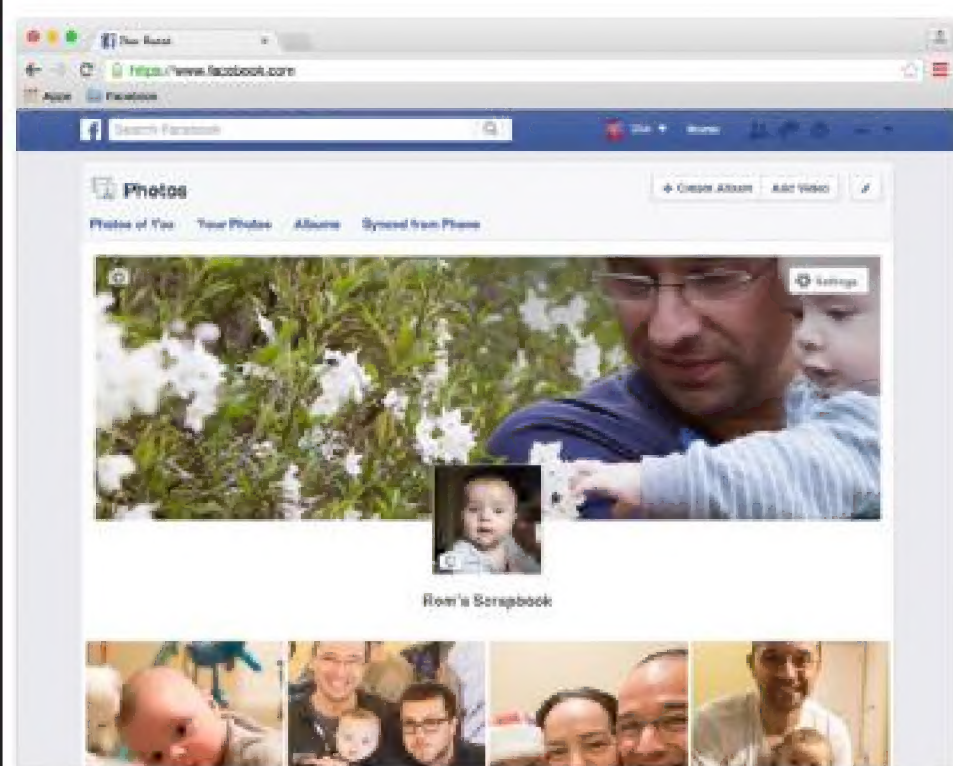 https://www.facebook.com
Apps Facebook
Search Facebook
Home
Photos
+ Create Album Add Video
Photos of You Your Photos Albums Synced from Phone
Settings
Rom's Scrapbook